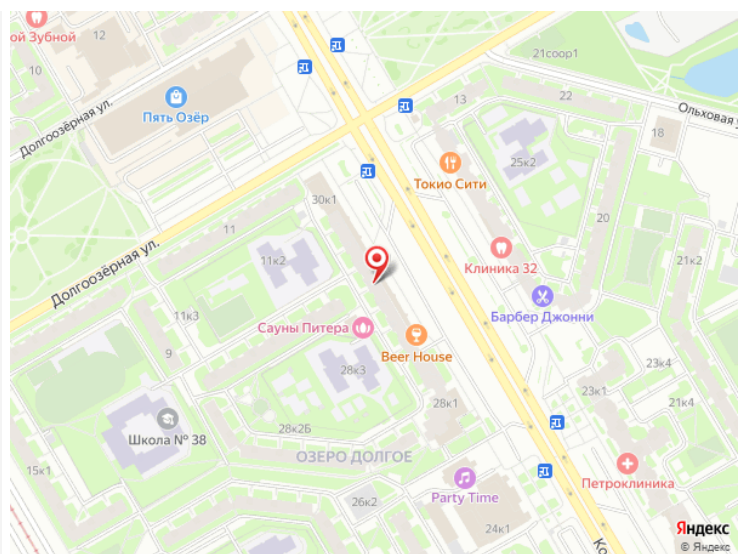 ой Зубной
12
10
Пять Озёр
Долгоозёрная ул.
21соор1
22
13
Ольховая у
18
Токио Сити
25к2
30к1
20
11
Долгоозёрная ул.
11к2
Клиника 32
21к2
11к3
Сауны Питера
Барбер Джонни
9
Beer House
28к3
23к4
23к1
21к4
28к1
Школа № 38
28к2Б
ОЗЕРО ДОЛГОЕ
15к1
Петроклиника
26к2
Party Time
24к1
Ко
Яндекс
© Яндекс